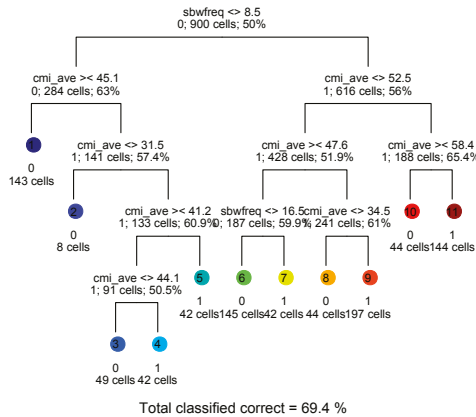 sbwfreq <> 8.5
0; 900 cells; 50%
cmi_ave >< 45.1
0; 284 cells; 63%
cmi_ave <> 52.5
1; 616 cells; 56%
1
0
143 cells
cmi_ave <> 31.5
1; 141 cells; 57.4%
cmi_ave <> 47.6
1; 428 cells; 51.9%
cmi_ave <> 58.4
1; 188 cells; 65.4%
2
0
8 cells
cmi_ave >< 41.2
1; 133 cells; 60.9%
sbwfreq <> 16.5
0; 187 cells; 59.9%
cmi_ave <> 34.5
241 cells; 61%
10
0
44 cells
11
1
144 cells
cmi_ave <> 44.1
1; 91 cells; 50.5%
5
1
42 cells
6
0
145 cells
7
1
42 cells
8
0
44 cells
9
1
197 cells
3
0
49 cells
4
1
42 cells
Total classified correct = 69.4 %